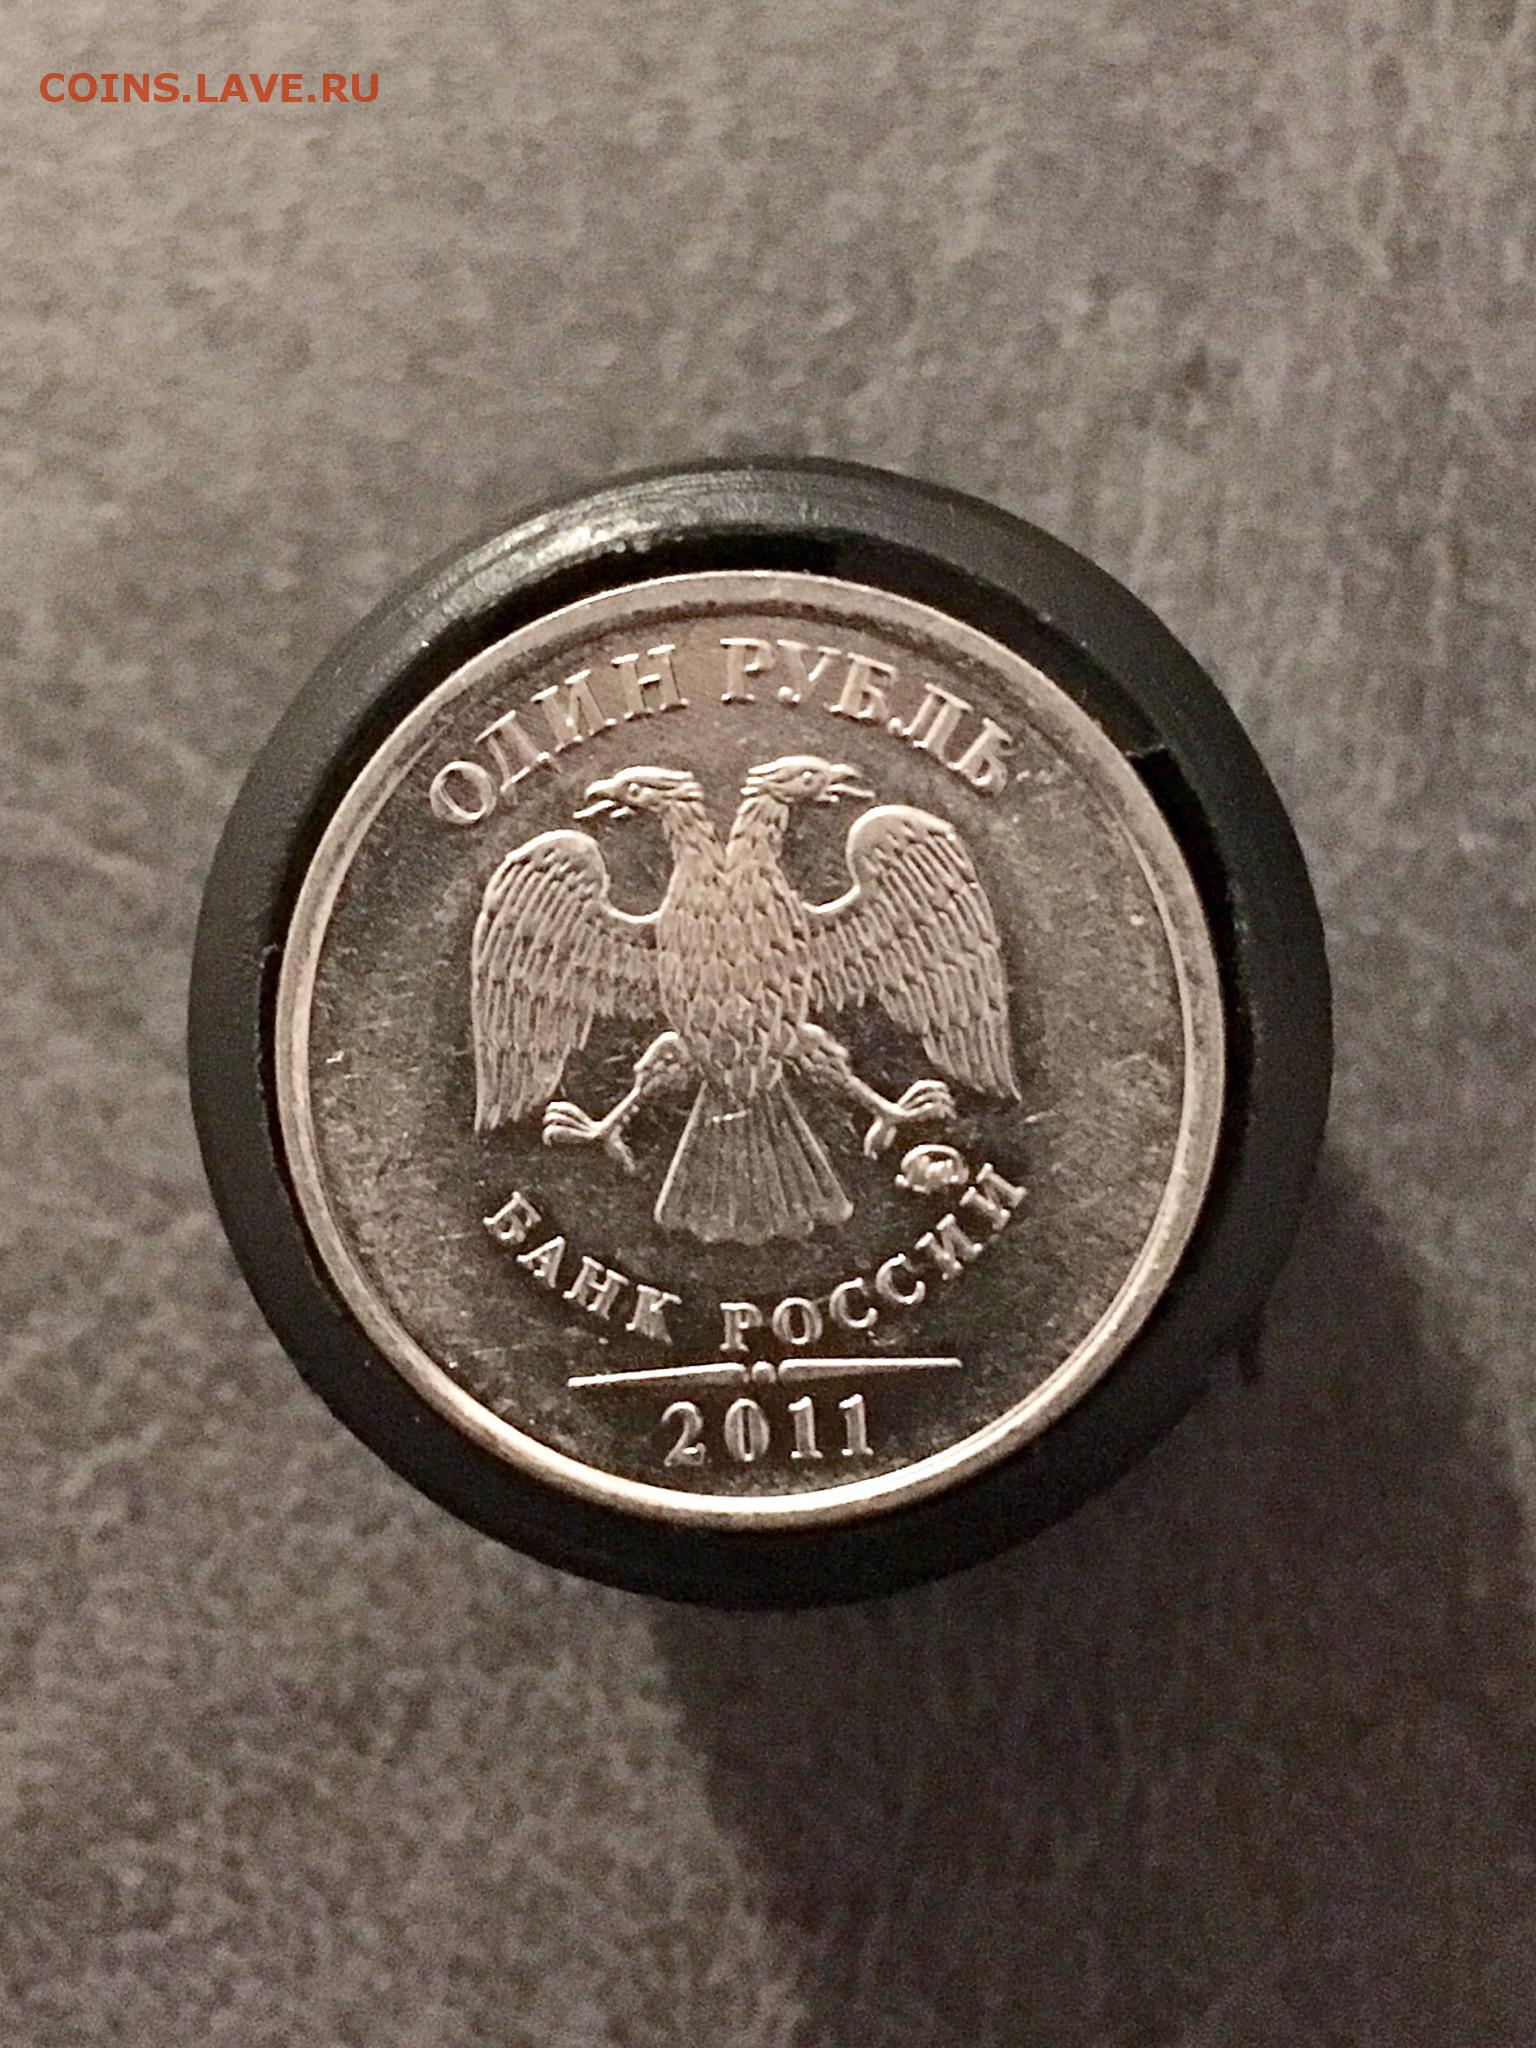 COINS.LAVE.RU
ОДИН РУБЛЬ
БАНК РОССИИ
2011